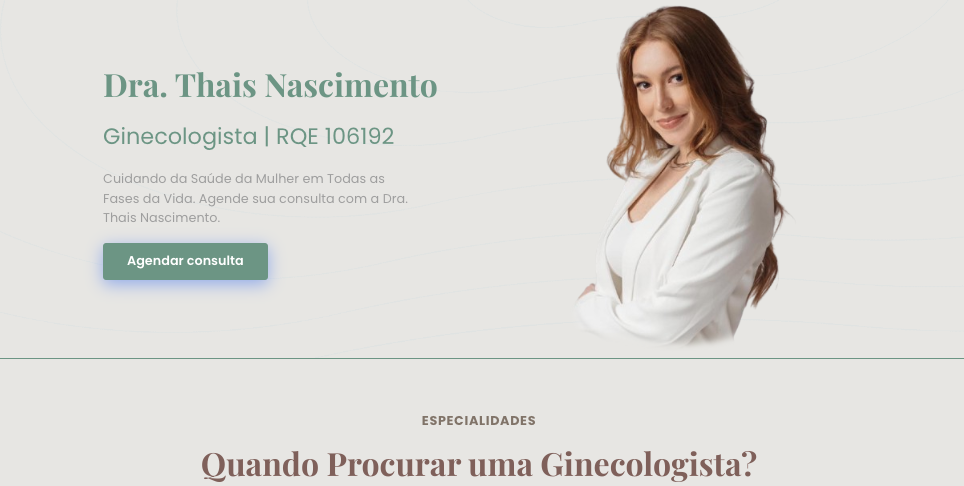 Dra. Thais Nascimento
Ginecologista | RQE 106192
Cuidando da Saúde da Mulher em Todas as
Fases da Vida. Agende sua consulta com a Dra.
Thais Nascimento.
Agendar consulta
ESPECIALIDADES
Quando Procurar uma Ginecologista?